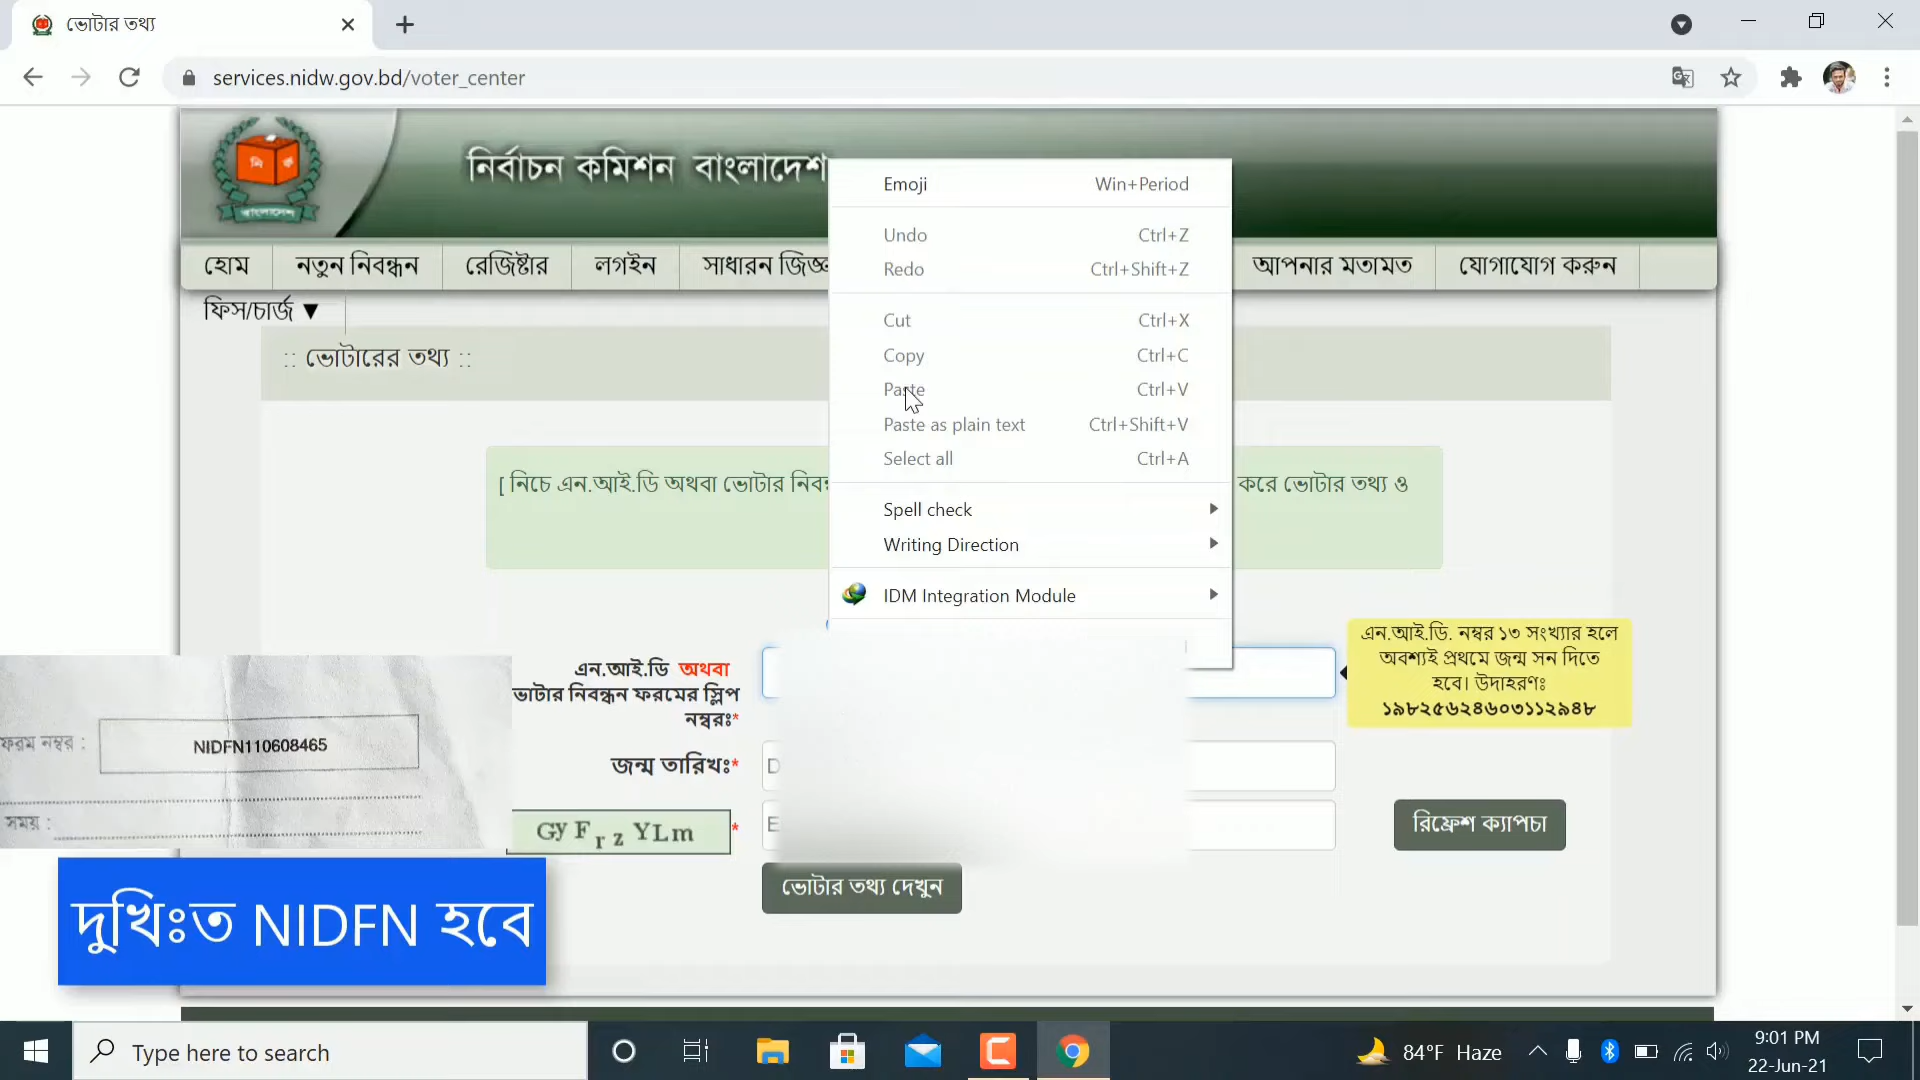 ভোটার তথ্য
services.nidw.gov.bd/voter_center
নি ক
বাংলাদেশ
নির্বাচন কমিশন বাংলাদেশ
হোম
নতুন নিবন্ধন
রেজিষ্টার
লগইন
সাধারন জিজ্ঞ
আপনার মতামত
যোগাযোগ করুন
ফিস/চার্জ ▼
:: ভোটারের তথ্য ::
Emoji Win+Period
Undo Ctrl+Z
Redo Ctrl+Shift+Z
Cut Ctrl+X
Copy Ctrl+C
Paste Ctrl+V
Paste as plain text Ctrl+Shift+V
Select all Ctrl+A
Spell check
Writing Direction
IDM Integration Module
[ নিচে এন.আই.ডি অথবা ভোটার নিবন্ করে ভোটার তথ্য ও
এন.আই.ডি অথবা
ভোটার নিবন্ধন ফরমের স্লিপ
নম্বরঃ*
এন.আই.ডি. নম্বর ১৩ সংখ্যার হলে
অবশ্যই প্রথমে জন্ম সন দিতে
হবে। উদাহরণঃ
১৯৮২৫৬২৪৬০৩১১২৯৪৮
জন্ম তারিখঃ* D
Gy F r z Y L m * E
রিফ্রেশ ক্যাপচা
ভোটার তথ্য দেখুন
ফরম নম্বর : NIDFN110608465
সময় :
দুখিঃত NIDFN হবে
Type here to search
84°F Haze
9:01 PM
22-Jun-21